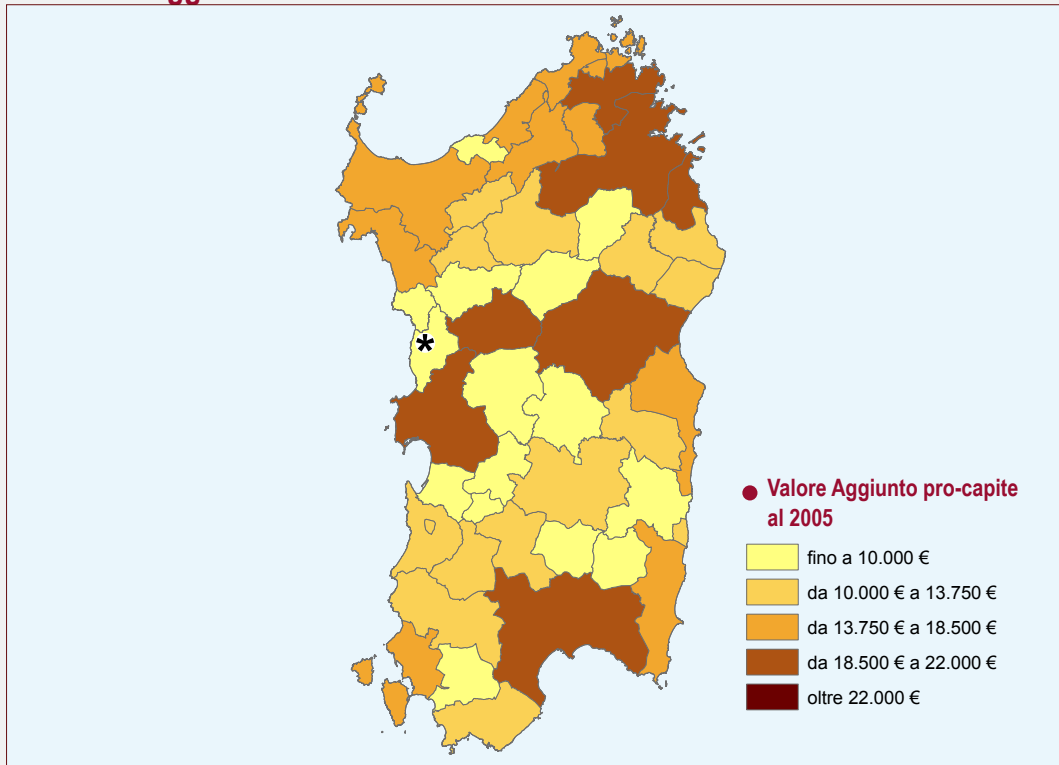 Valore Aggiunto pro-capite
al 2005
fino a 10.000 €
da 10.000 € a 13.750 €
da 13.750 € a 18.500 €
da 18.500 € a 22.000 €
oltre 22.000 €
*